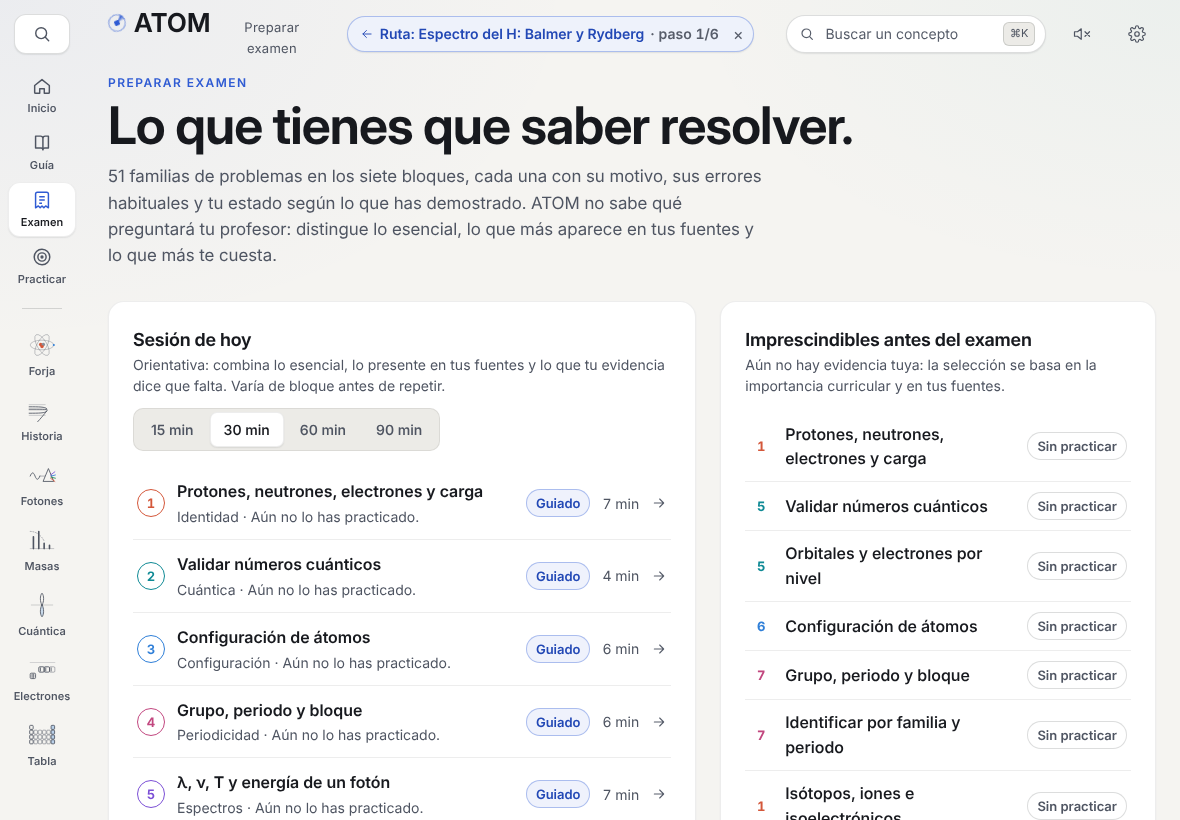 ATOM
Preparar
examen
← Ruta: Espectro del H: Balmer y Rydberg · paso 1/6 ×
Buscar un concepto ⌘K
Inicio
Guía
Examen
Practicar
Forja
Historia
Fotones
Masas
Cuántica
Electrones
Tabla
PREPARAR EXAMEN
Lo que tienes que saber resolver.
51 familias de problemas en los siete bloques, cada una con su motivo, sus errores
habituales y tu estado según lo que has demostrado. ATOM no sabe qué
preguntará tu profesor: distingue lo esencial, lo que más aparece en tus fuentes y
lo que más te cuesta.
Sesión de hoy
Orientativa: combina lo esencial, lo presente en tus fuentes y lo que tu evidencia
dice que falta. Varía de bloque antes de repetir.
15 min 30 min 60 min 90 min
1 Protones, neutrones, electrones y carga
Identidad · Aún no lo has practicado.
Guiado 7 min →
2 Validar números cuánticos
Cuántica · Aún no lo has practicado.
Guiado 4 min →
3 Configuración de átomos
Configuración · Aún no lo has practicado.
Guiado 6 min →
4 Grupo, periodo y bloque
Periodicidad · Aún no lo has practicado.
Guiado 6 min →
5 λ, ν, T y energía de un fotón
Espectros · Aún no lo has practicado.
Guiado 7 min →
Imprescindibles antes del examen
Aún no hay evidencia tuya: la selección se basa en la
importancia curricular y en tus fuentes.
1 Protones, neutrones,
electrones y carga
Sin practicar
5 Validar números cuánticos Sin practicar
5 Orbitales y electrones por
nivel
Sin practicar
6 Configuración de átomos Sin practicar
7 Grupo, periodo y bloque Sin practicar
7 Identificar por familia y
periodo
Sin practicar
1 Isótopos, iones e
isoelectrónicos
Sin practicar